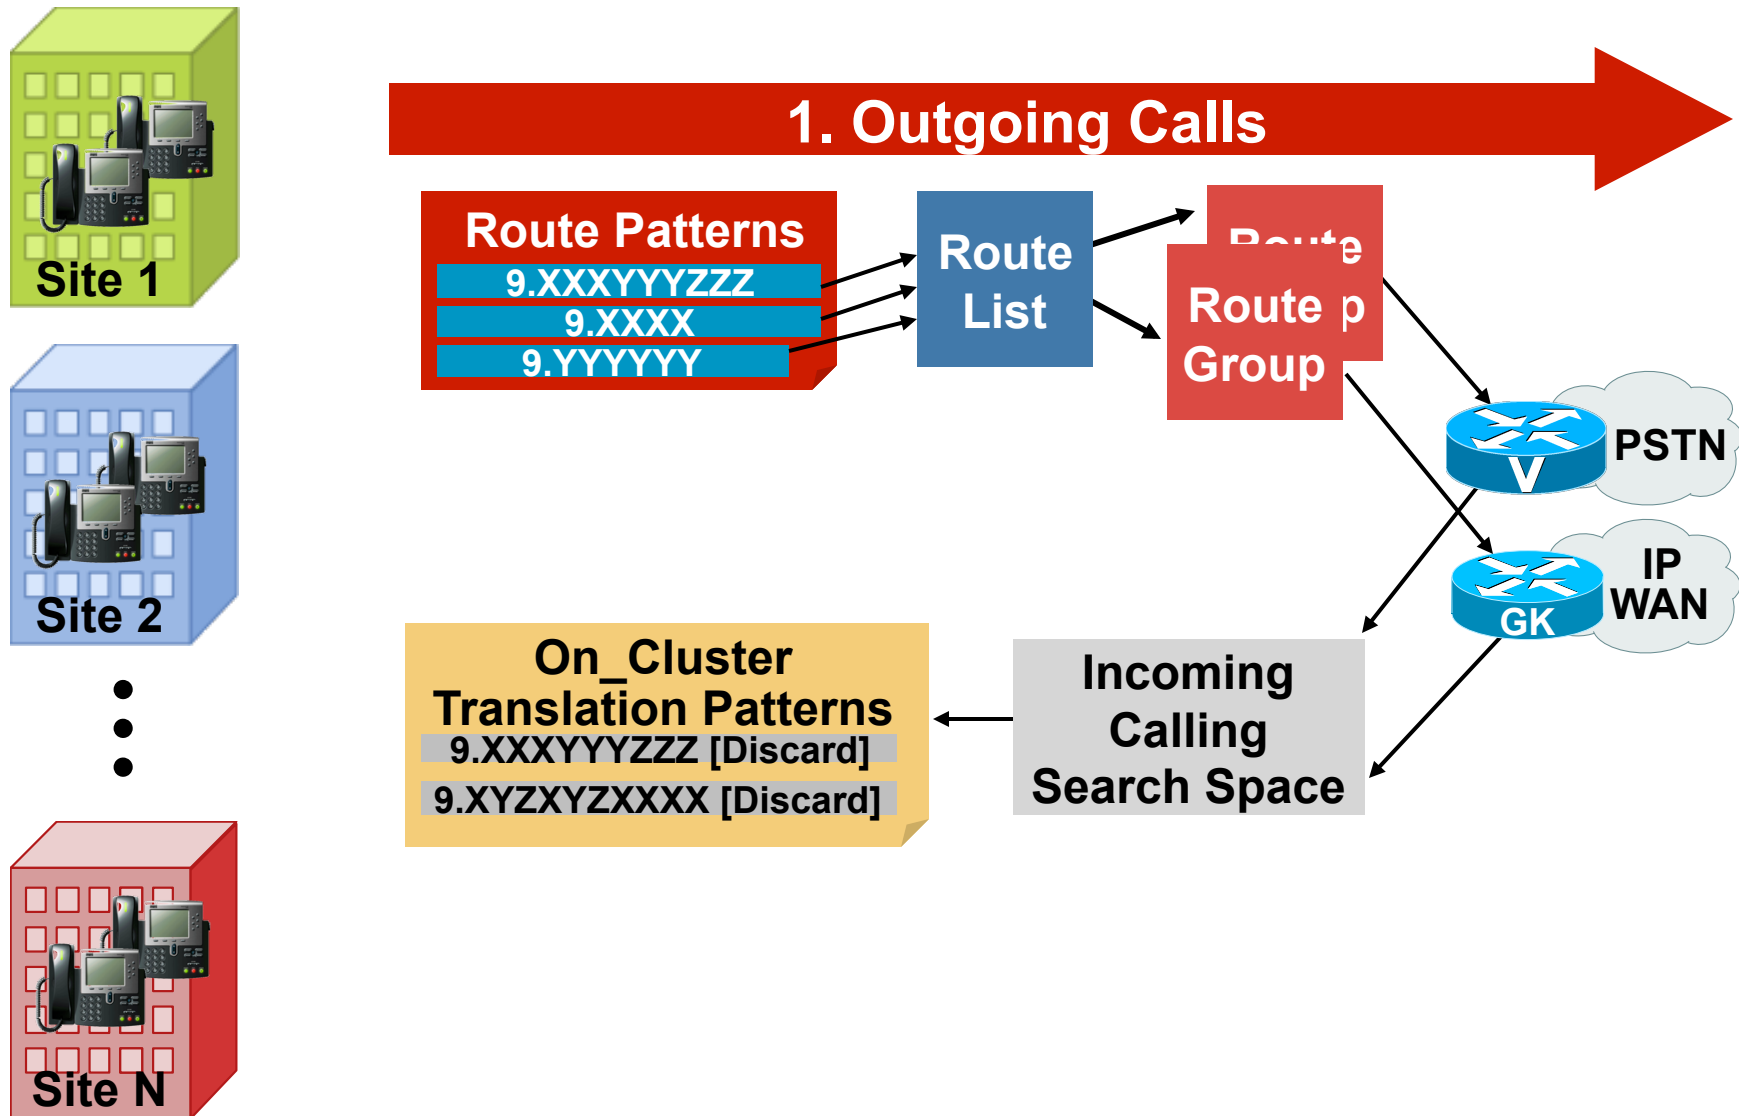 1. Outgoing Calls
Site 1
Route Patterns
9.XXXYYYZZZ
9.XXXX
9.YYYYYY
Route
List
Route
p
Route
Group
PSTN
V
IP
WAN
GK
Site 2
On_Cluster
Translation Patterns
9.XXXYYYZZZ [Discard]
9.XYZXYZXXXX [Discard]
Incoming
Calling
Search Space
Site N